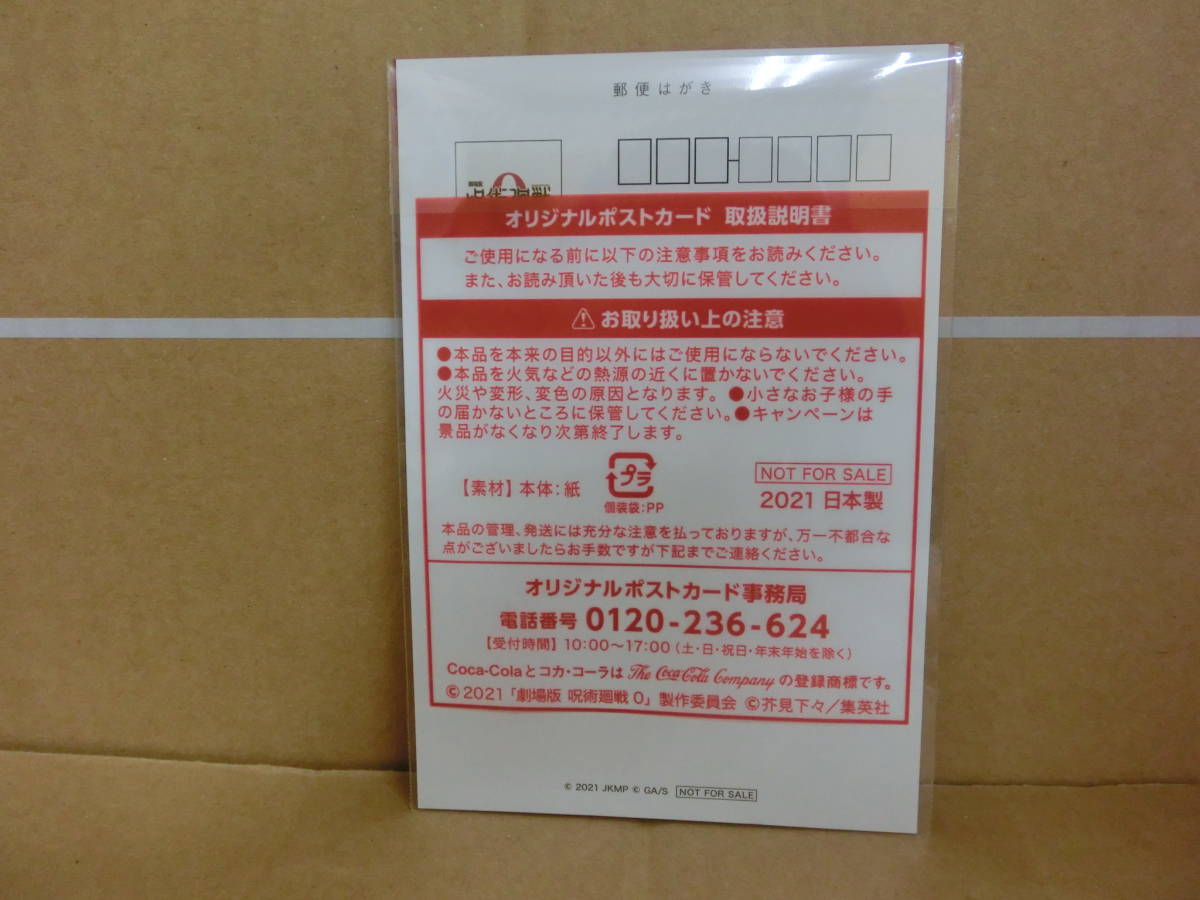 郵便はがき
オリジナルポストカード 取扱説明書
ご使用になる前に以下の注意事項をお読みください。
また、お読み頂いた後も大切に保管してください。
⚠ お取り扱い上の注意
●本品を本来の目的以外にはご使用にならないでください。
●本品を火気などの熱源の近くに置かないでください。
火災や変形、変色の原因となります。●小さなお子様の手
の届かないところに保管してください。●キャンペーンは
景品がなくなり次第終了します。
【素材】本体:紙
プラ
個装袋:PP
NOT FOR SALE
2021 日本製
本品の管理、発送には充分な注意を払っておりますが、万一不都合な
点がございましたらお手数ですが下記までご連絡ください。
オリジナルポストカード事務局
電話番号 0120-236-624
【受付時間】10:00〜17:00(土・日・祝日・年末年始を除く)
Coca-Colaとコカ・コーラは The Coca-Cola Company の登録商標です。
©2021「劇場版 呪術廻戦 0」製作委員会 ©芥見下々/集英社
© 2021 JKMP © GA/S NOT FOR SALE